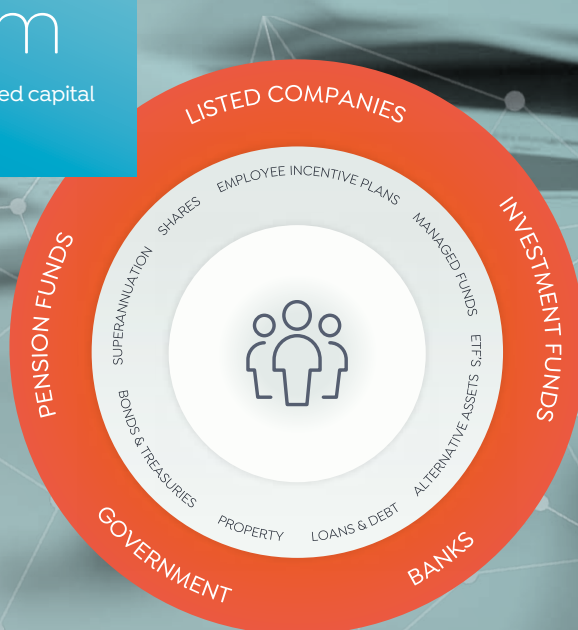 m
ed capital
LISTED COMPANIES
INVESTMENT FUNDS
BANKS
GOVERNMENT
PENSION FUNDS
EMPLOYEE INCENTIVE PLANS
MANAGED FUNDS
ETF'S
ALTERNATIVE ASSETS
LOANS & DEBT
PROPERTY
BONDS & TREASURIES
SUPERANNUATION
SHARES